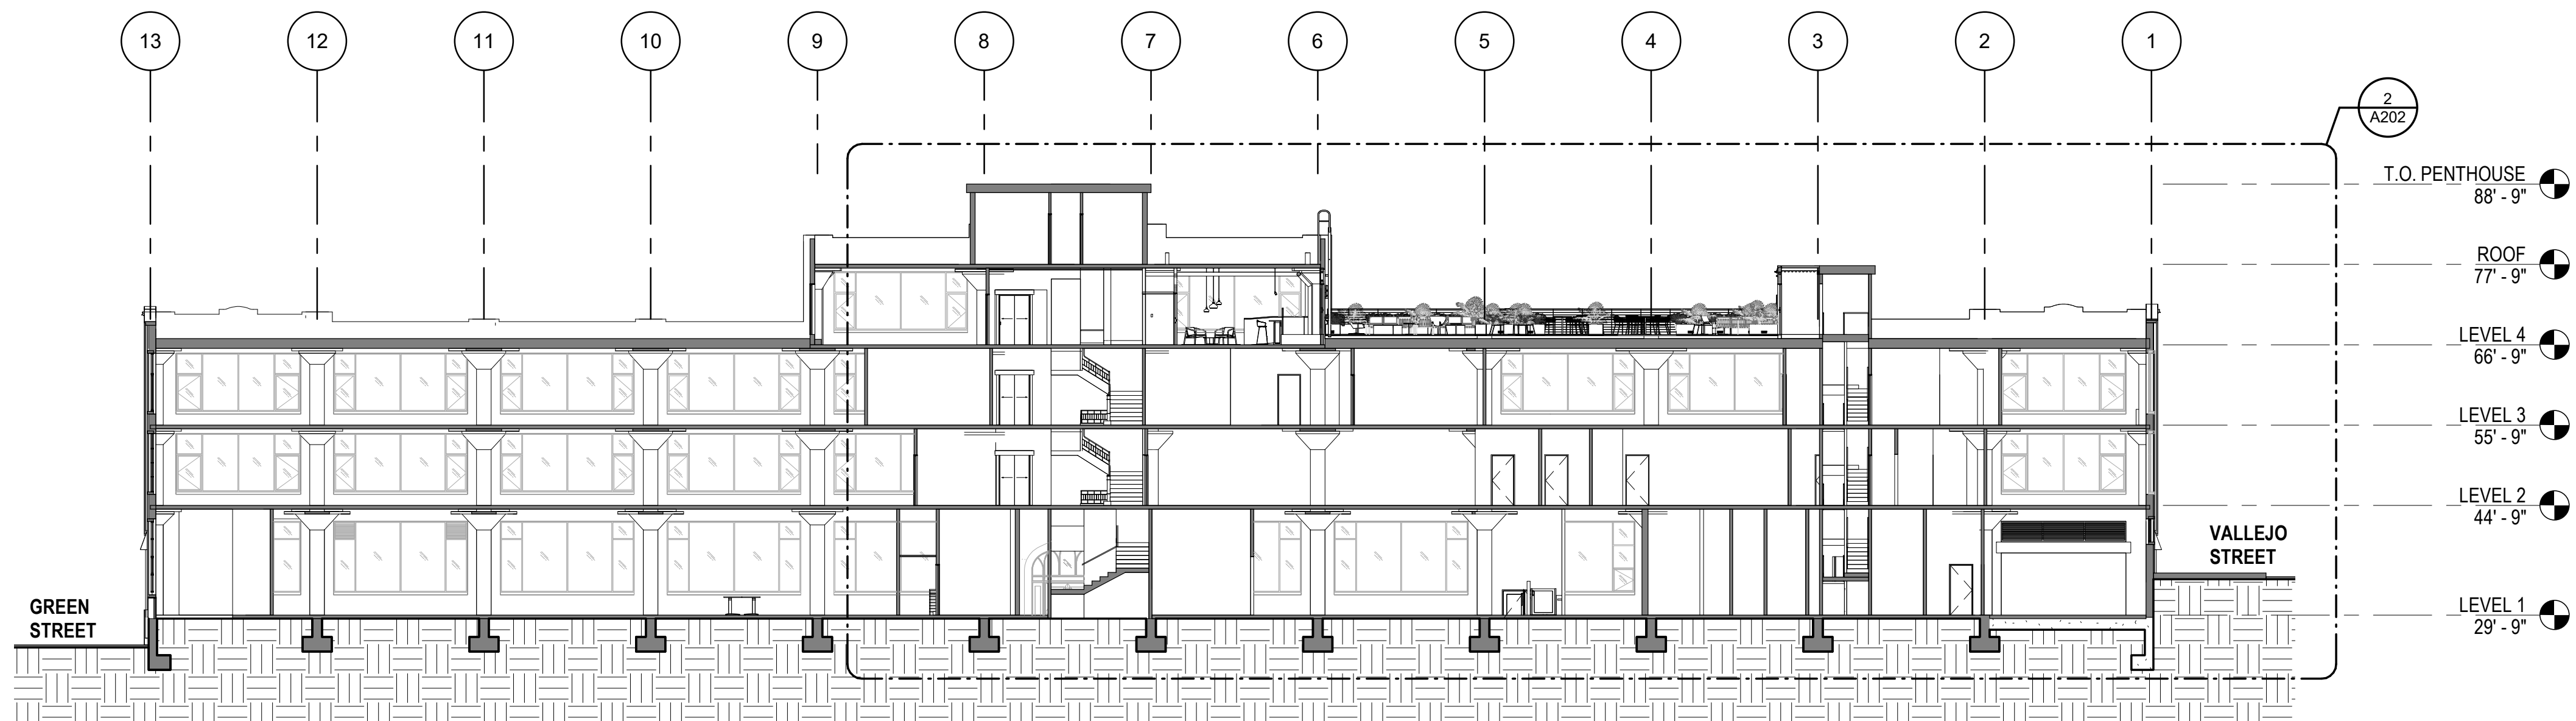 13 12 11 10 9 8 7 6 5 4 3 2 1
2
A202
T.O. PENTHOUSE
88' - 9"
ROOF
77' - 9"
LEVEL 4
66' - 9"
LEVEL 3
55' - 9"
LEVEL 2
44' - 9"
VALLEJO
STREET
GREEN
STREET
LEVEL 1
29' - 9"